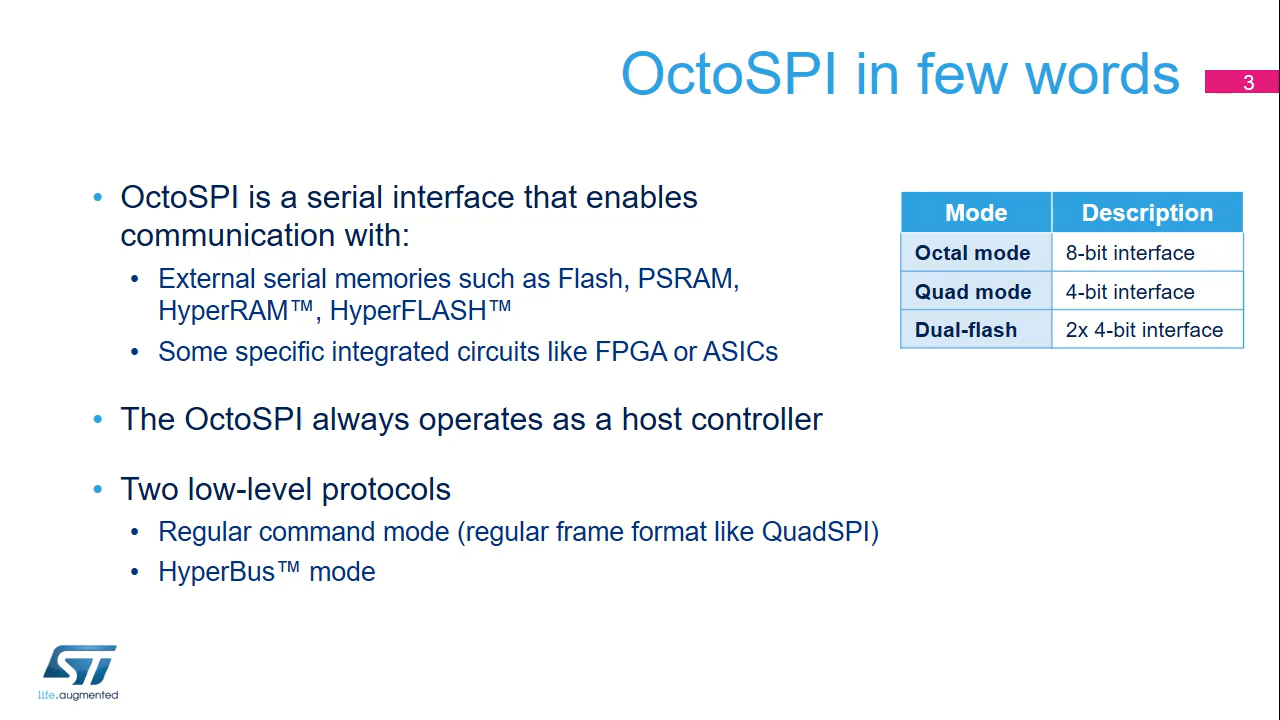 OctoSPI in few words
3
• OctoSPI is a serial interface that enables
communication with:
• External serial memories such as Flash, PSRAM,
HyperRAM™, HyperFLASH™
• Some specific integrated circuits like FPGA or ASICs
• The OctoSPI always operates as a host controller
• Two low-level protocols
• Regular command mode (regular frame format like QuadSPI)
• HyperBus™ mode
Mode Description
Octal mode 8-bit interface
Quad mode 4-bit interface
Dual-flash 2x 4-bit interface
ST
life.augmented